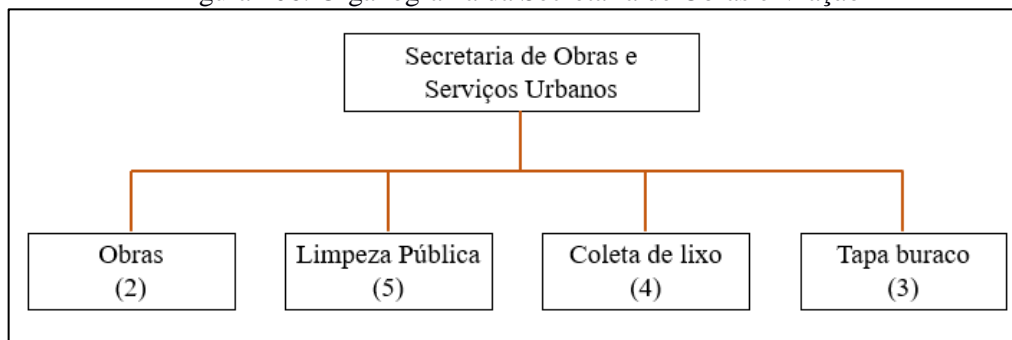 Secretaria de Obras e
Serviços Urbanos
Obras
(2)
Limpeza Pública
(5)
Coleta de lixo
(4)
Tapa buraco
(3)